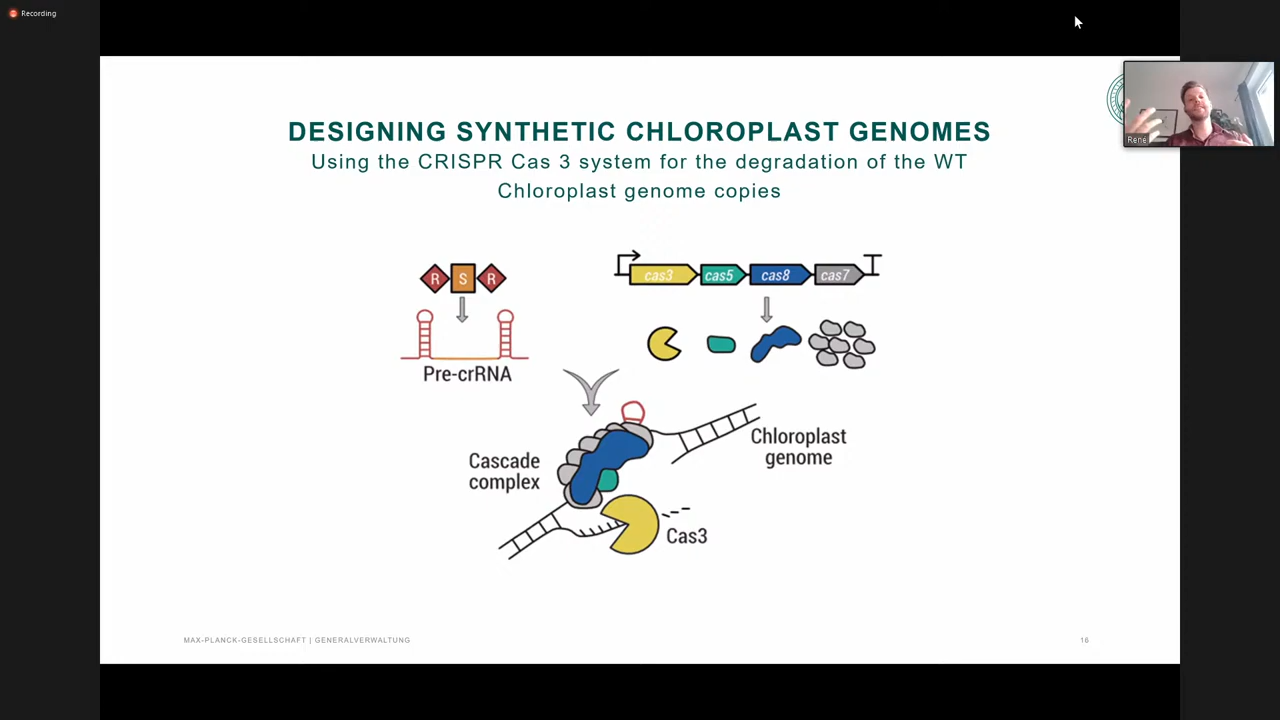 Recording
René
DESIGNING SYNTHETIC CHLOROPLAST GENOMES
Using the CRISPR Cas 3 system for the degradation of the WT
Chloroplast genome copies
R S R
cas3 cas5 cas8 cas7
Pre-crRNA
Chloroplast
genome
Cascade
complex
Cas3
MAX-PLANCK-GESELLSCHAFT | GENERALVERWALTUNG
16